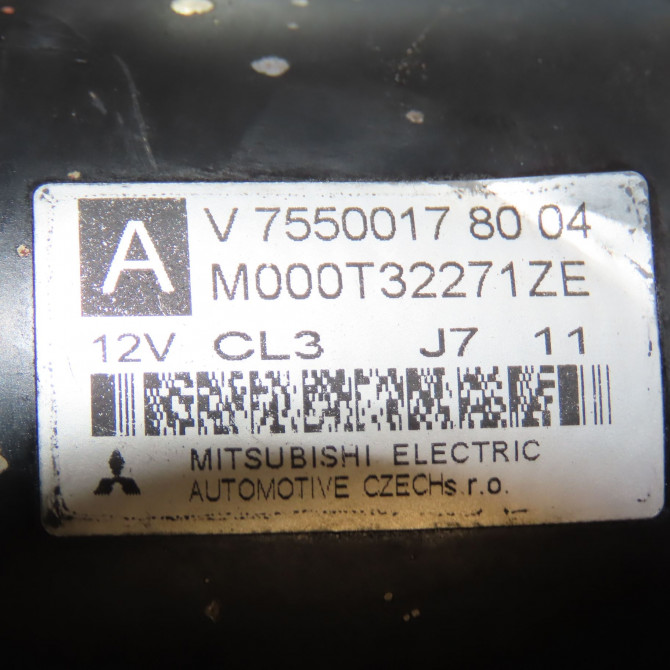 A V 7550017 80 04
M000T32271ZE
12V CL3 J7 11
MITSUBISHI ELECTRIC
AUTOMOTIVE CZECHs.r.o.